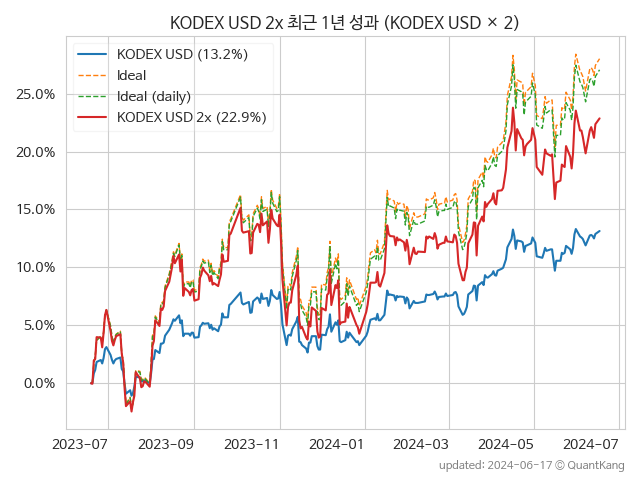 KODEX USD 2x 최근 1년 성과 (KODEX USD × 2)
KODEX USD (13.2%)
Ideal
Ideal (daily)
KODEX USD 2x (22.9%)
25.0%
20.0%
15.0%
10.0%
5.0%
0.0%
2023-07 2023-09 2023-11 2024-01 2024-03 2024-05 2024-07
updated: 2024-06-17 © QuantKang